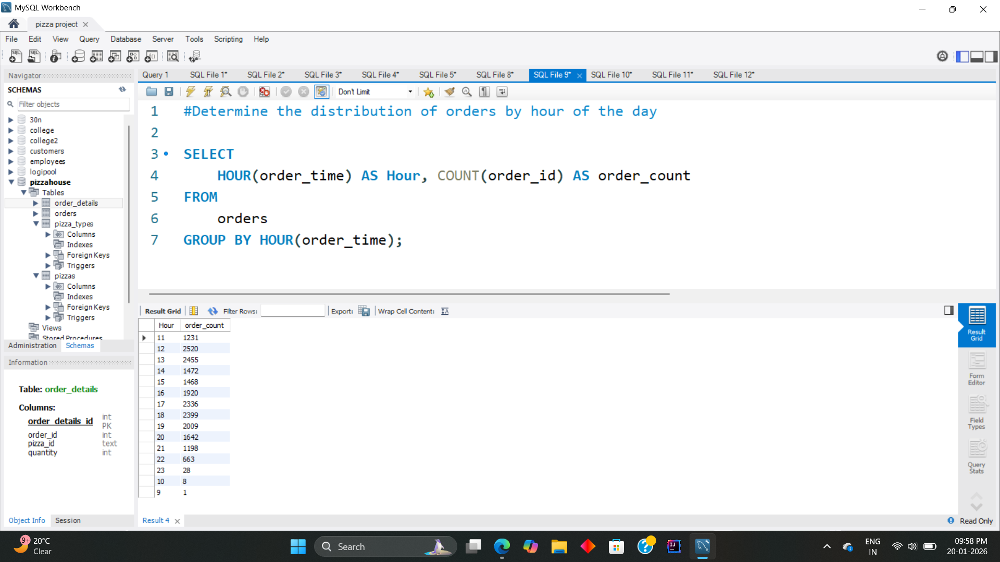 MySQL Workbench
pizza project
File Edit View Query Database Server Tools Scripting Help
Navigator
SCHEMAS
Filter objects
30n
college
college2
customers
employees
logipool
pizzahouse
Tables
order_details
orders
pizza_types
Columns
Indexes
Foreign Keys
Triggers
pizzas
Columns
Indexes
Foreign Keys
Triggers
Views
Stored Procedures
Administration Schemas
Information
Table: order_details
Columns:
order_details_id int PK
order_id int
pizza_id text
quantity int
Object Info Session
Query 1 SQL File 1* SQL File 2* SQL File 3* SQL File 4* SQL File 5* SQL File 8* SQL File 9* SQL File 10* SQL File 11* SQL File 12*
Don't Limit
1 #Determine the distribution of orders by hour of the day
2
3 SELECT
4 HOUR(order_time) AS Hour, COUNT(order_id) AS order_count
5 FROM
6 orders
7 GROUP BY HOUR(order_time);
Result Grid Filter Rows: Export: Wrap Cell Content:
Hour order_count
11 1231
12 2520
13 2455
14 1472
15 1468
16 1920
17 2336
18 2399
19 2009
20 1642
21 1198
22 663
23 28
10 8
9 1
Result Grid
Form Editor
Field Types
Query Stats
Result 4
Read Only
9+ 20°C
Clear
Search
ENG
IN
09:58 PM
20-01-2026